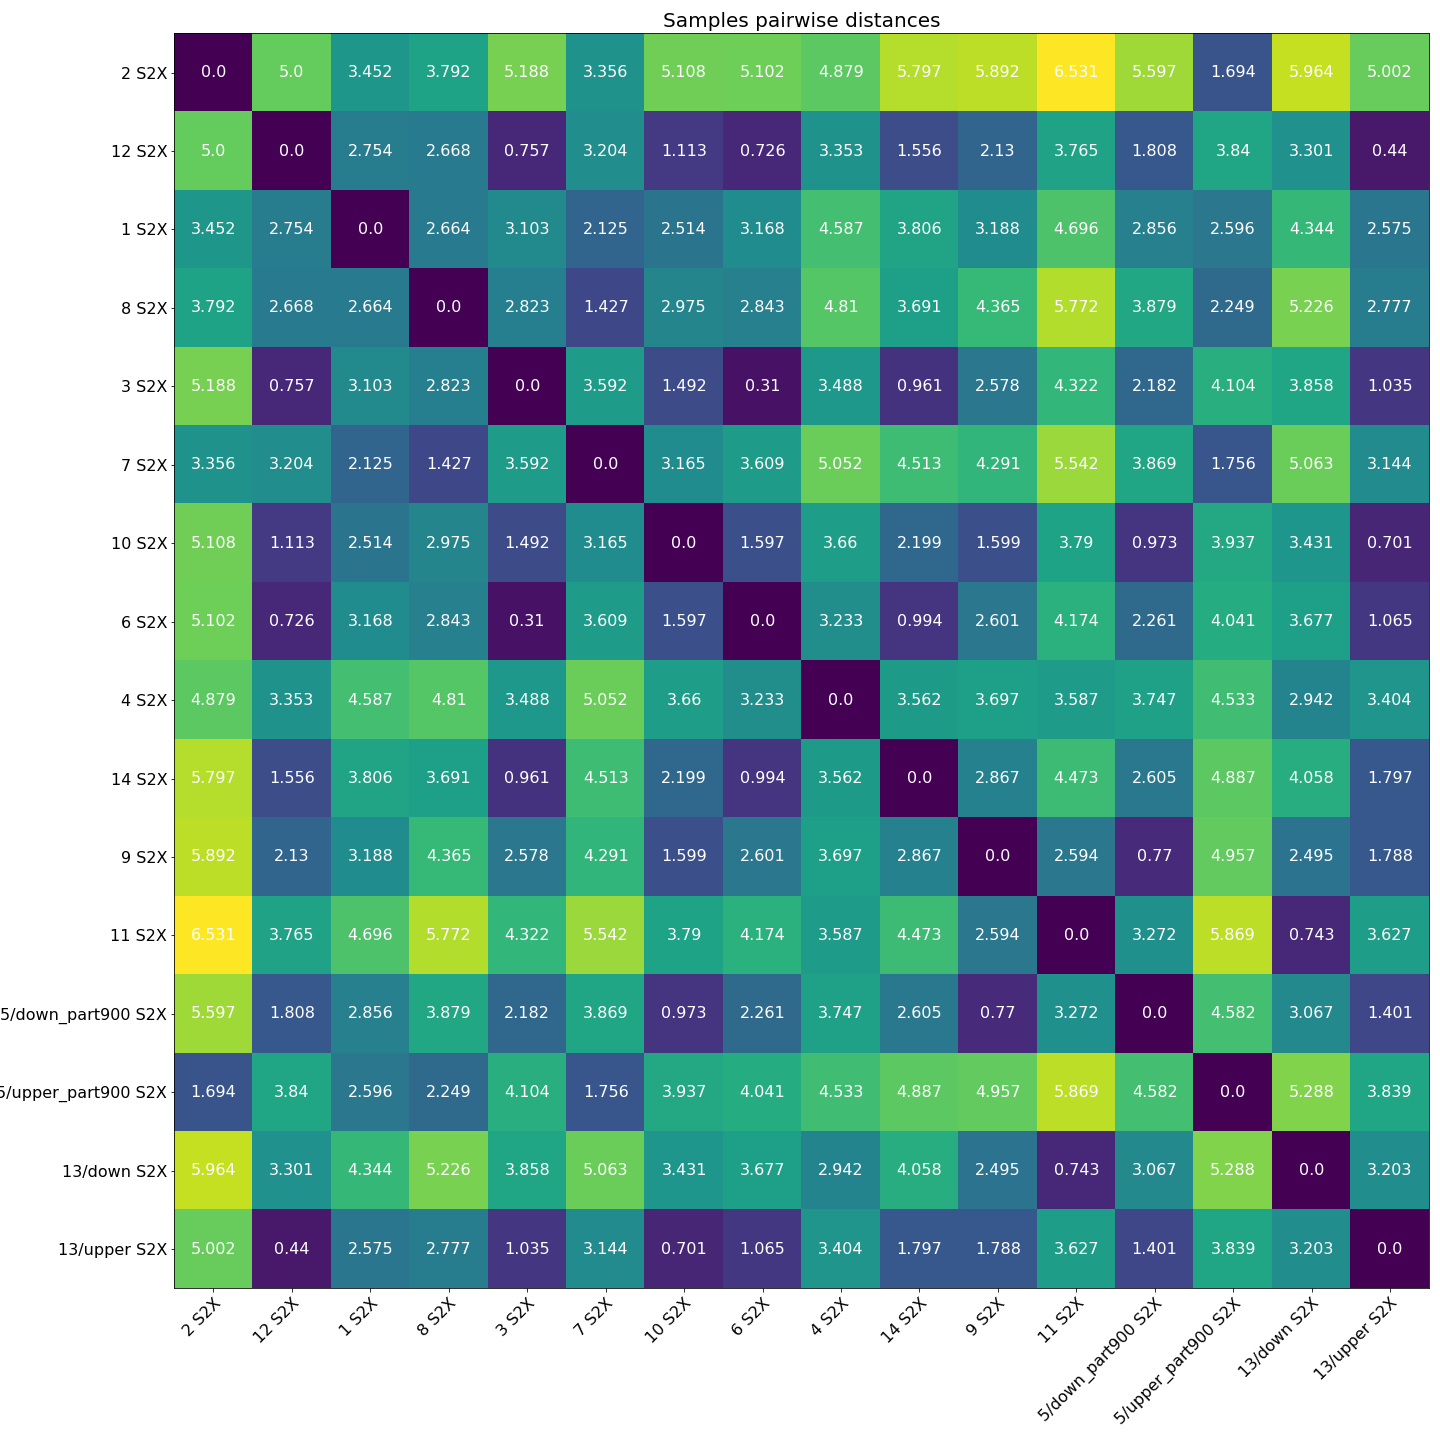 Samples pairwise distances
2 S2X 0.0 5.0 3.452 3.792 5.188 3.356 5.108 5.102 4.879 5.797 5.892 6.531 5.597 1.694 5.964 5.002
12 S2X 5.0 0.0 2.754 2.668 0.757 3.204 1.113 0.726 3.353 1.556 2.13 3.765 1.808 3.84 3.301 0.44
1 S2X 3.452 2.754 0.0 2.664 3.103 2.125 2.514 3.168 4.587 3.806 3.188 4.696 2.856 2.596 4.344 2.575
8 S2X 3.792 2.668 2.664 0.0 2.823 1.427 2.975 2.843 4.81 3.691 4.365 5.772 3.879 2.249 5.226 2.777
3 S2X 5.188 0.757 3.103 2.823 0.0 3.592 1.492 0.31 3.488 0.961 2.578 4.322 2.182 4.104 3.858 1.035
7 S2X 3.356 3.204 2.125 1.427 3.592 0.0 3.165 3.609 5.052 4.513 4.291 5.542 3.869 1.756 5.063 3.144
10 S2X 5.108 1.113 2.514 2.975 1.492 3.165 0.0 1.597 3.66 2.199 1.599 3.79 0.973 3.937 3.431 0.701
6 S2X 5.102 0.726 3.168 2.843 0.31 3.609 1.597 0.0 3.233 0.994 2.601 4.174 2.261 4.041 3.677 1.065
4 S2X 4.879 3.353 4.587 4.81 3.488 5.052 3.66 3.233 0.0 3.562 3.697 3.587 3.747 4.533 2.942 3.404
14 S2X 5.797 1.556 3.806 3.691 0.961 4.513 2.199 0.994 3.562 0.0 2.867 4.473 2.605 4.887 4.058 1.797
9 S2X 5.892 2.13 3.188 4.365 2.578 4.291 1.599 2.601 3.697 2.867 0.0 2.594 0.77 4.957 2.495 1.788
11 S2X 6.531 3.765 4.696 5.772 4.322 5.542 3.79 4.174 3.587 4.473 2.594 0.0 3.272 5.869 0.743 3.627
5/down_part900 S2X 5.597 1.808 2.856 3.879 2.182 3.869 0.973 2.261 3.747 2.605 0.77 3.272 0.0 4.582 3.067 1.401
5/upper_part900 S2X 1.694 3.84 2.596 2.249 4.104 1.756 3.937 4.041 4.533 4.887 4.957 5.869 4.582 0.0 5.288 3.839
13/down S2X 5.964 3.301 4.344 5.226 3.858 5.063 3.431 3.677 2.942 4.058 2.495 0.743 3.067 5.288 0.0 3.203
13/upper S2X 5.002 0.44 2.575 2.777 1.035 3.144 0.701 1.065 3.404 1.797 1.788 3.627 1.401 3.839 3.203 0.0
2 S2X 12 S2X 1 S2X 8 S2X 3 S2X 7 S2X 10 S2X 6 S2X 4 S2X 14 S2X 9 S2X 11 S2X 5/down_part900 S2X 5/upper_part900 S2X 13/down S2X 13/upper S2X